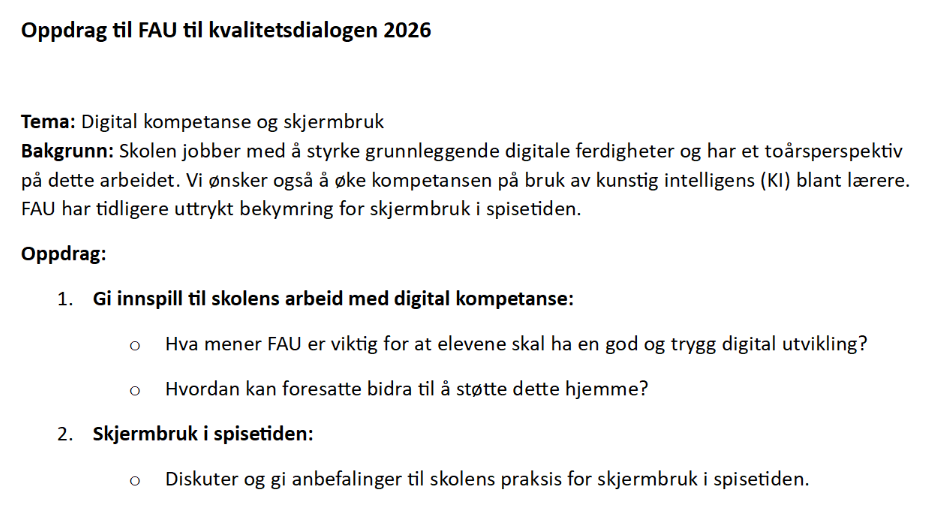 Oppdrag til FAU til kvalitetsdialogen 2026
Tema: Digital kompetanse og skjermbruk
Bakgrunn: Skolen jobber med å styrke grunnleggende digitale ferdigheter og har et toårsperspektiv
på dette arbeidet. Vi ønsker også å øke kompetansen på bruk av kunstig intelligens (KI) blant lærere.
FAU har tidligere uttrykt bekymring for skjermbruk i spisetiden.
Oppdrag:
1. Gi innspill til skolens arbeid med digital kompetanse:
○ Hva mener FAU er viktig for at elevene skal ha en god og trygg digital utvikling?
○ Hvordan kan foresatte bidra til å støtte dette hjemme?
2. Skjermbruk i spisetiden:
○ Diskuter og gi anbefalinger til skolens praksis for skjermbruk i spisetiden.